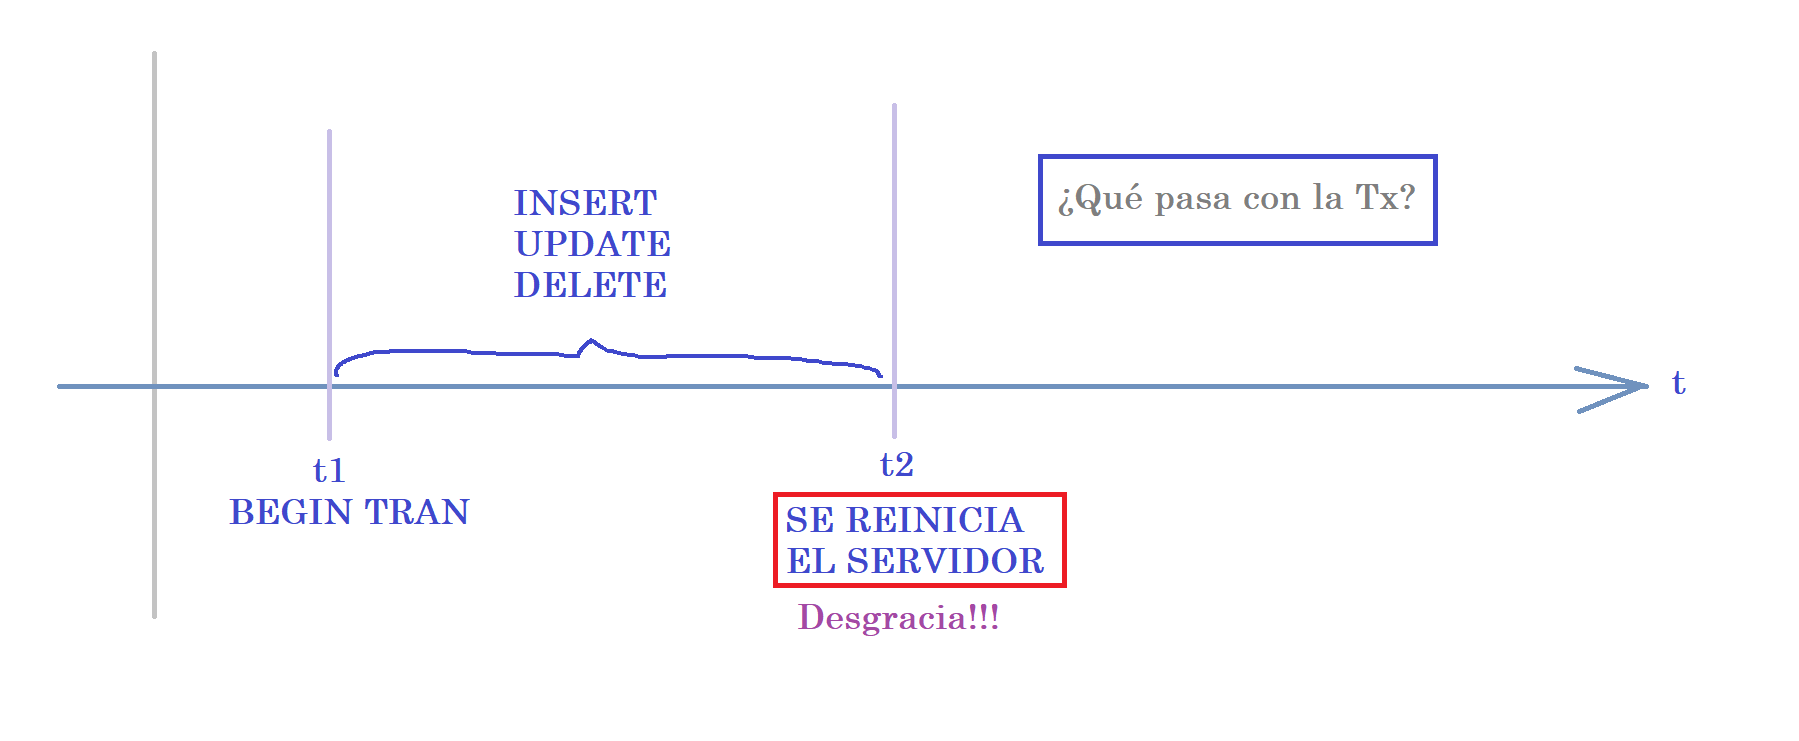 INSERT
UPDATE
DELETE
¿Qué pasa con la Tx?
t
t1
BEGIN TRAN
t2
SE REINICIA
EL SERVIDOR
Desgracia!!!